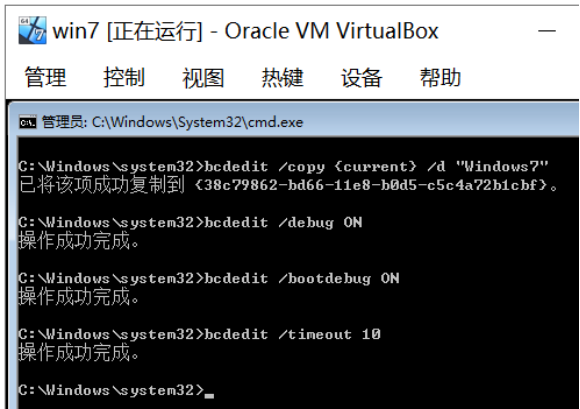 win7 [正在运行] - Oracle VM VirtualBox
管理 控制 视图 热键 设备 帮助
管理员: C:\Windows\System32\cmd.exe
C:\Windows\system32>bcdedit /copy {current} /d "Windows7"
已将该项成功复制到 {38c79862-bd66-11e8-b0d5-c5c4a72b1cbf}。
C:\Windows\system32>bcdedit /debug ON
操作成功完成。
C:\Windows\system32>bcdedit /bootdebug ON
操作成功完成。
C:\Windows\system32>bcdedit /timeout 10
操作成功完成。
C:\Windows\system32>_